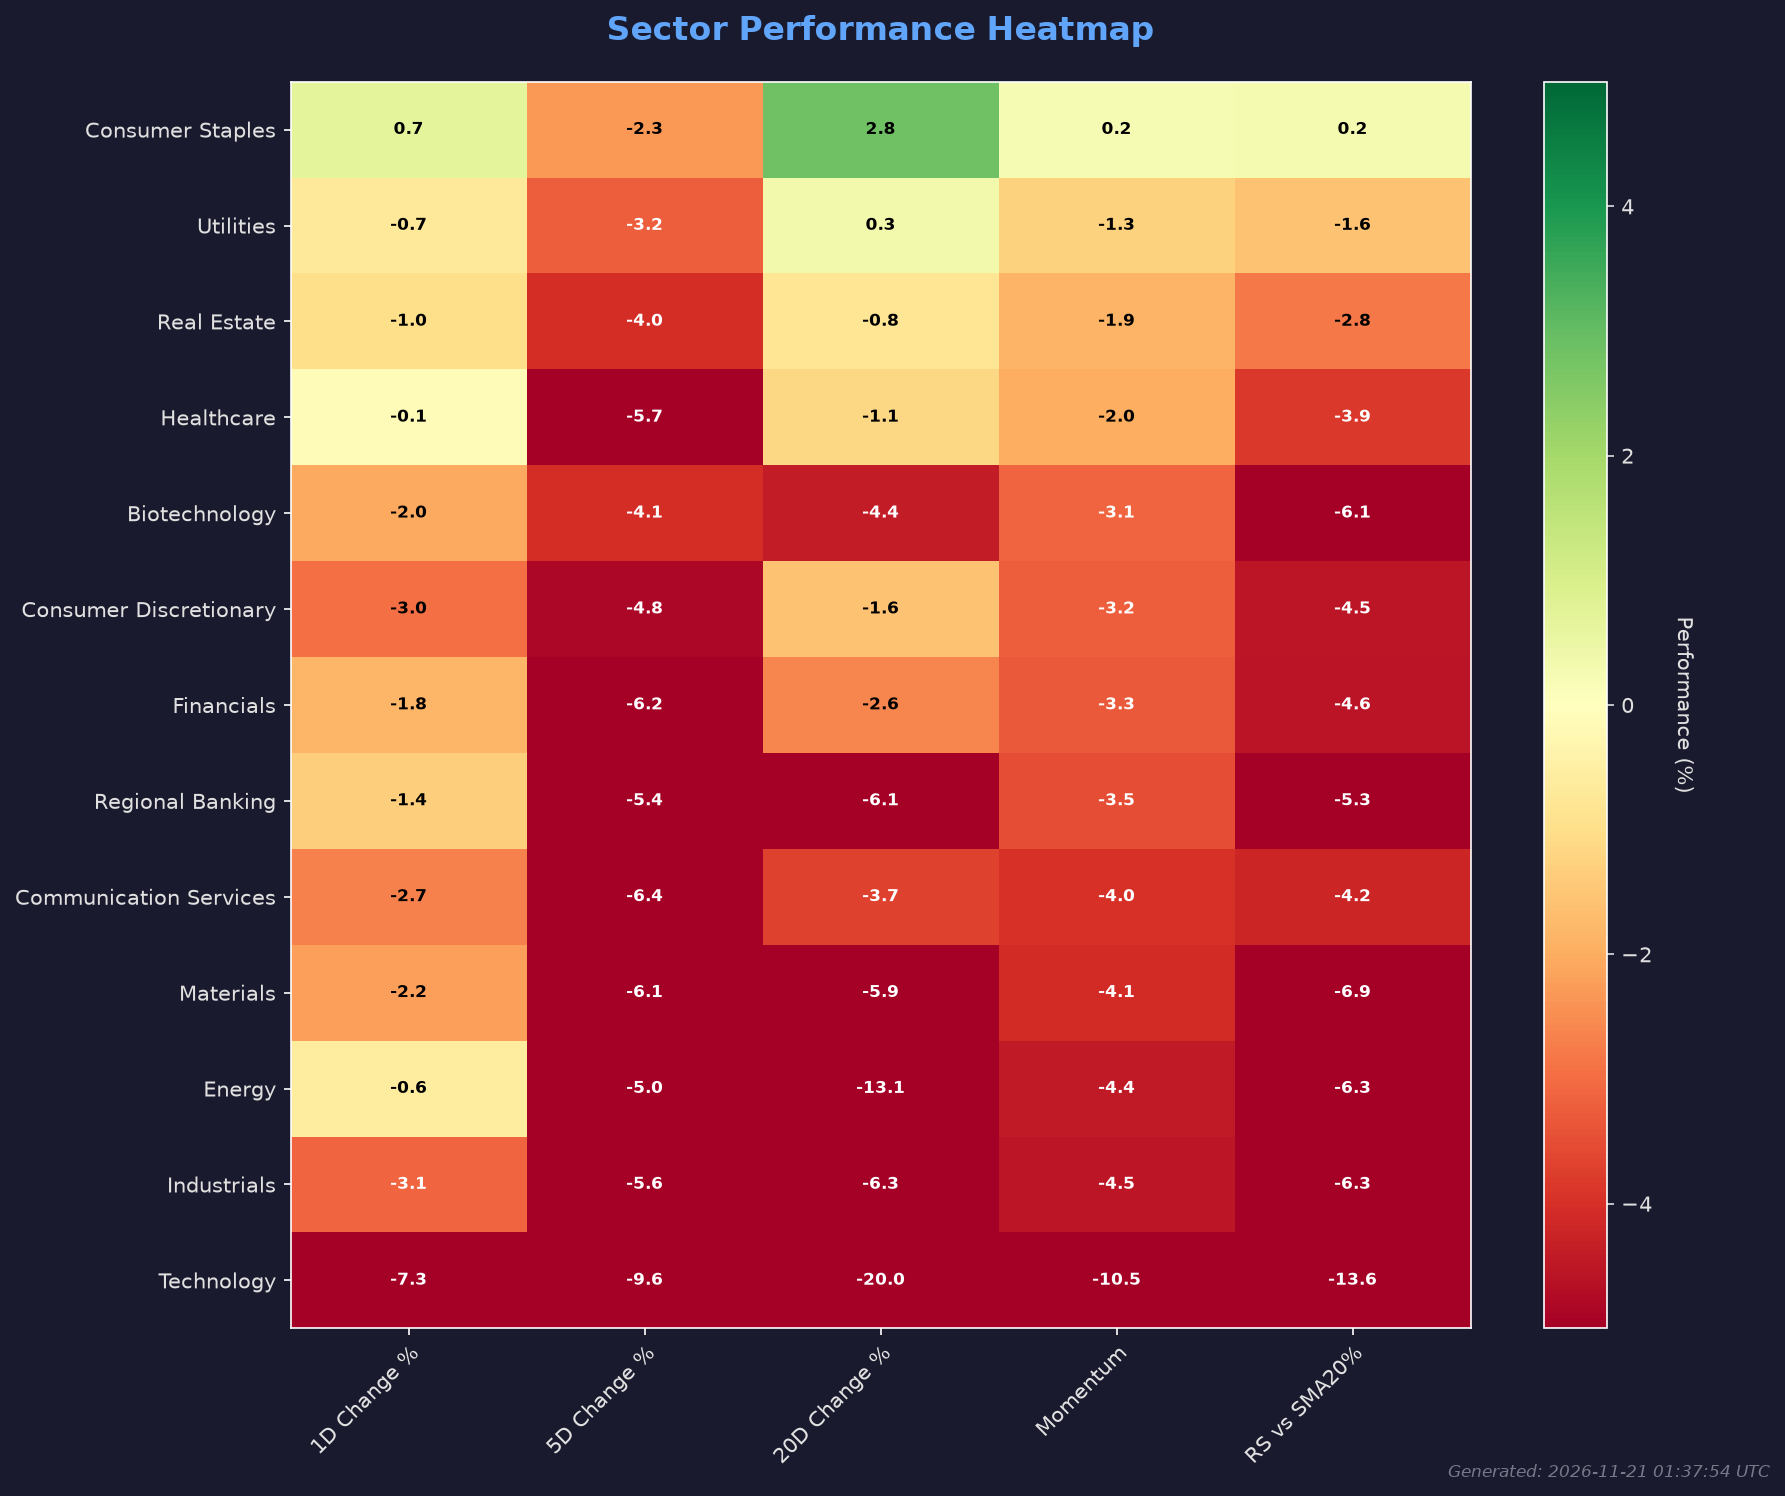 Sector Performance Heatmap
Consumer Staples 0.7 -2.3 2.8 0.2 0.2
Utilities -0.7 -3.2 0.3 -1.3 -1.6
Real Estate -1.0 -4.0 -0.8 -1.9 -2.8
Healthcare -0.1 -5.7 -1.1 -2.0 -3.9
Biotechnology -2.0 -4.1 -4.4 -3.1 -6.1
Consumer Discretionary -3.0 -4.8 -1.6 -3.2 -4.5
Financials -1.8 -6.2 -2.6 -3.3 -4.6
Regional Banking -1.4 -5.4 -6.1 -3.5 -5.3
Communication Services -2.7 -6.4 -3.7 -4.0 -4.2
Materials -2.2 -6.1 -5.9 -4.1 -6.9
Energy -0.6 -5.0 -13.1 -4.4 -6.3
Industrials -3.1 -5.6 -6.3 -4.5 -6.3
Technology -7.3 -9.6 -20.0 -10.5 -13.6
1D Change % 5D Change % 20D Change % Momentum RS vs SMA20%
4
2
0
−2
−4
Performance (%)
Generated: 2026-11-21 01:37:54 UTC